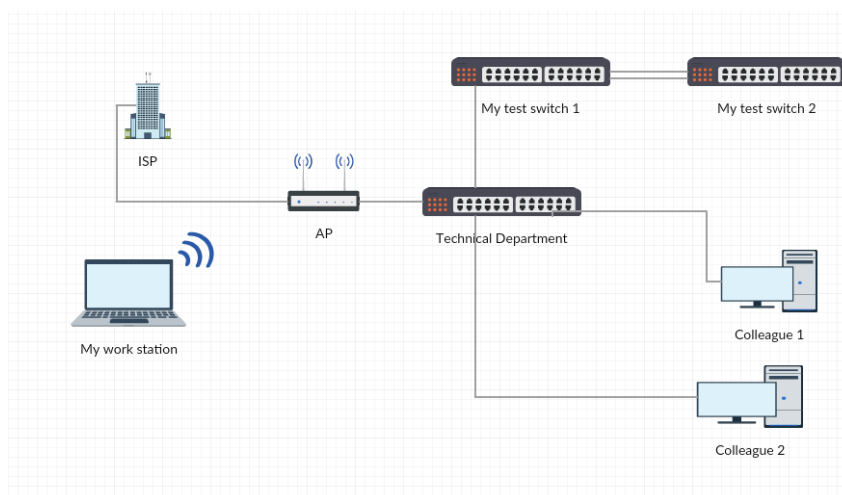 My test switch 1
My test switch 2
ISP
AP
Technical Department
My work station
Colleague 1
Colleague 2